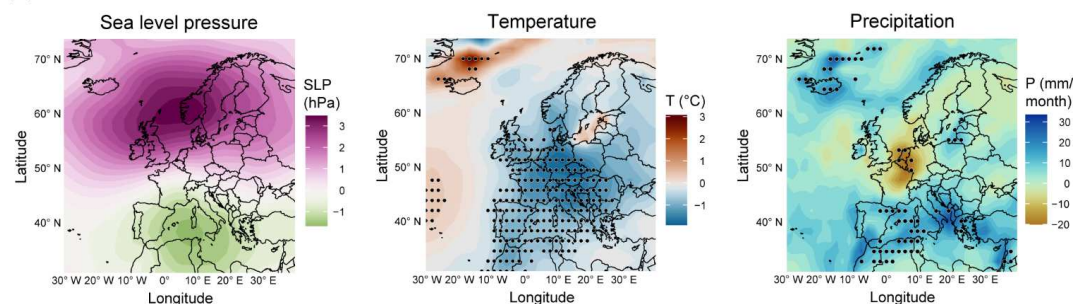 Sea level pressure
70° N
60° N
50° N
40° N
Latitude
30° W 20° W 10° W 0° 10° E 20° E 30° E
Longitude
SLP
(hPa)
3
2
1
0
−1
Temperature
70° N
60° N
50° N
40° N
Latitude
30° W 20° W 10° W 0° 10° E 20° E 30° E
Longitude
T (°C)
3
2
1
0
−1
Precipitation
70° N
60° N
50° N
40° N
Latitude
30° W 20° W 10° W 0° 10° E 20° E 30° E
Longitude
P (mm/
month)
30
20
10
0
−10
−20